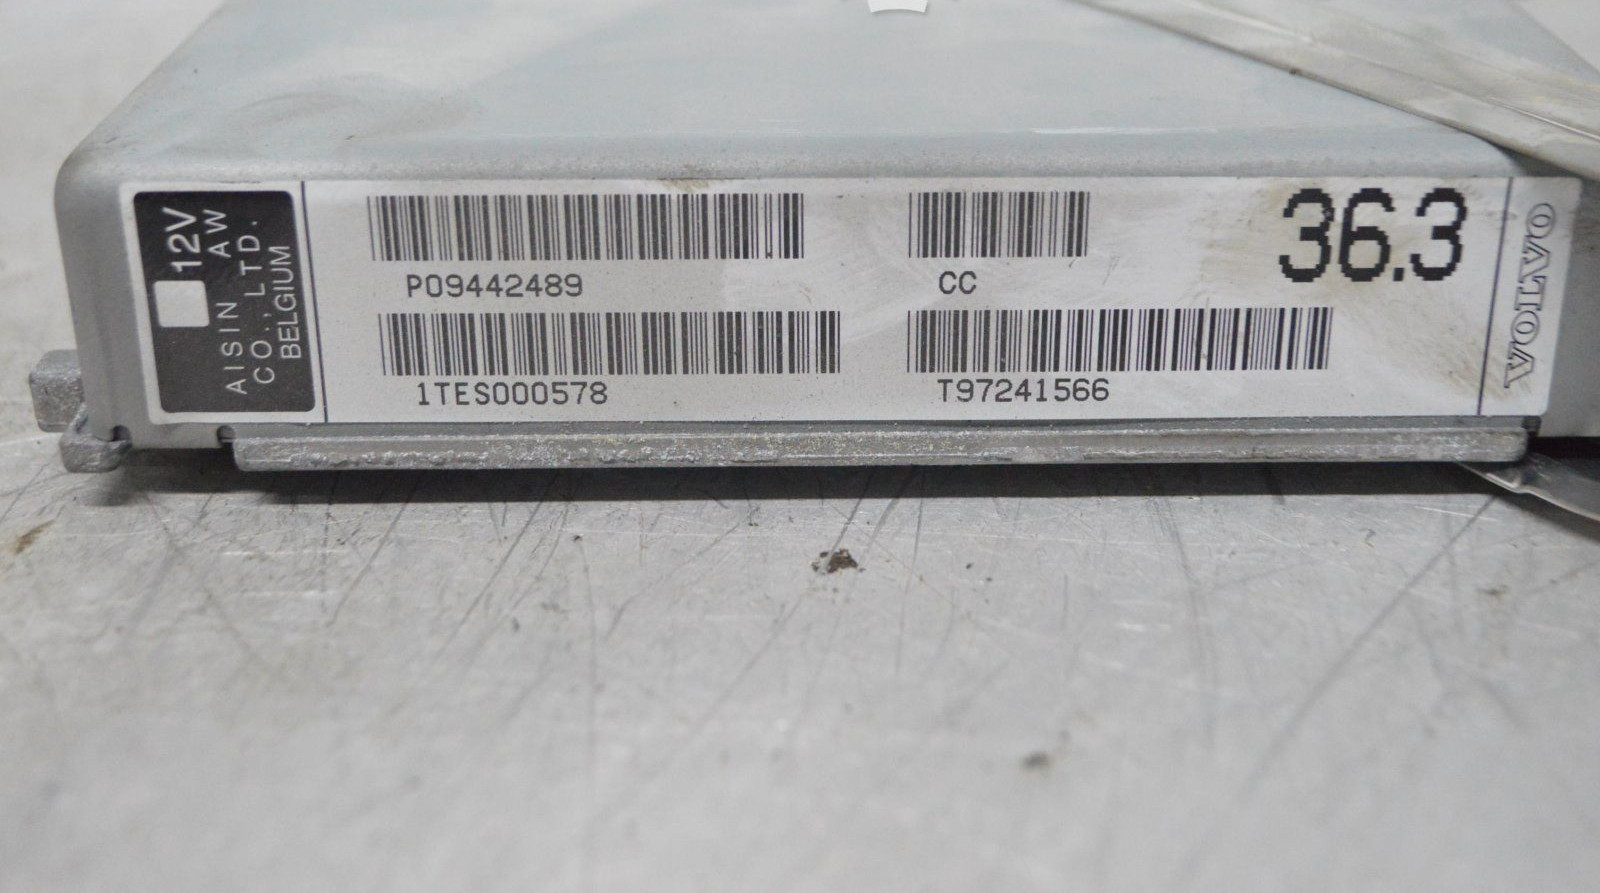 12V
AISIN AW
CO., LTD.
BELGIUM
P09442489
CC
36.3
1TES000578
T97241566
VOLVO